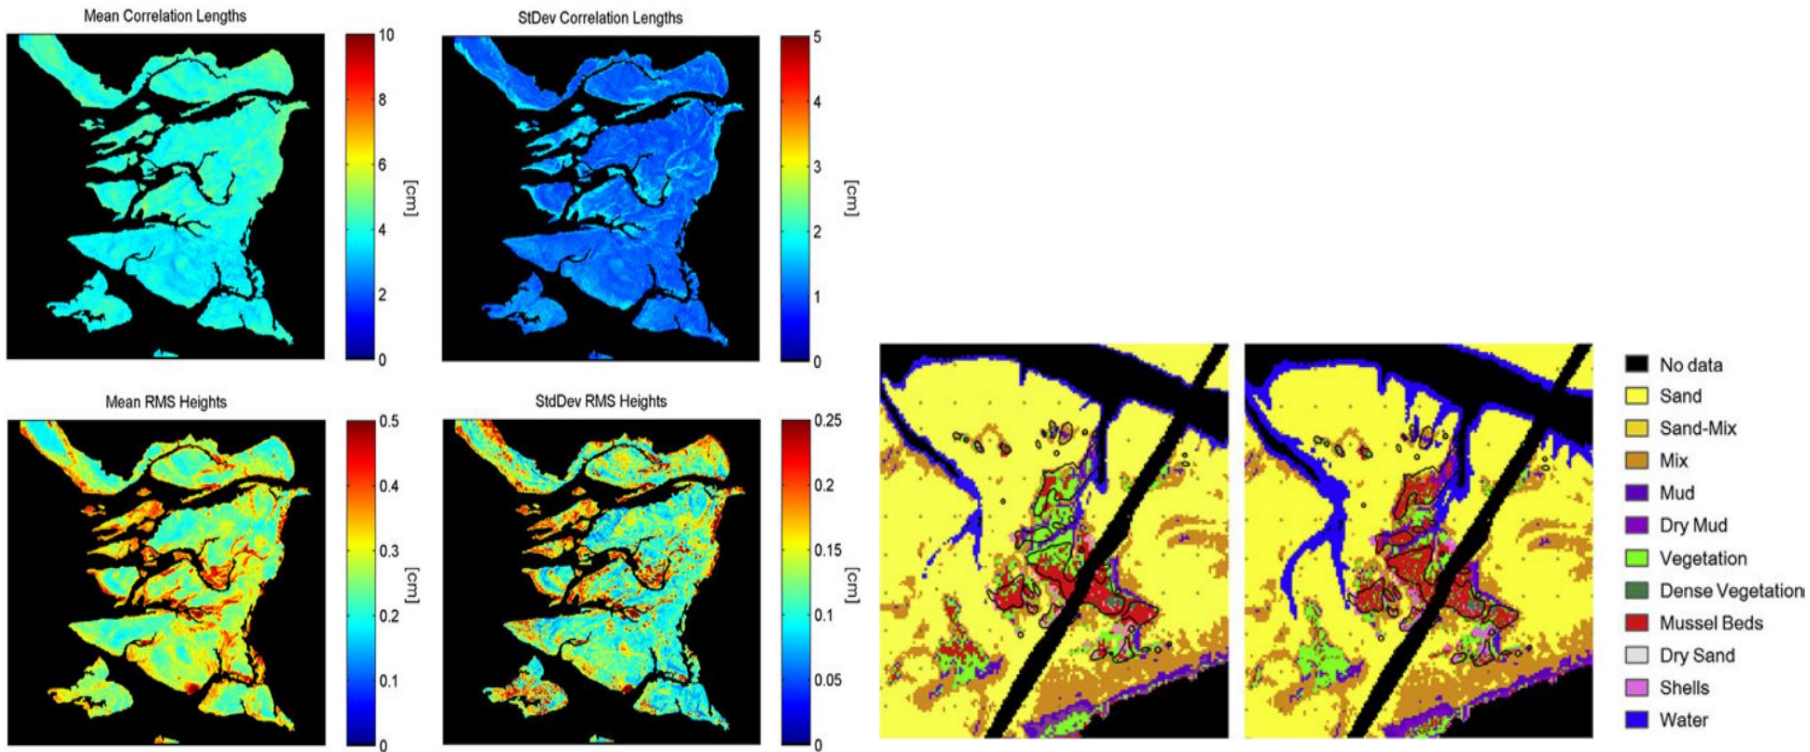 Mean Correlation Lengths
10
8
6
4
2
0
[cm]
StDev Correlation Lengths
5
4
3
2
1
0
[cm]
Mean RMS Heights
0.5
0.4
0.3
0.2
0.1
0
[cm]
StdDev RMS Heights
0.25
0.2
0.15
0.1
0.05
0
[cm]
No data
Sand
Sand-Mix
Mix
Mud
Dry Mud
Vegetation
Dense Vegetation
Mussel Beds
Dry Sand
Shells
Water